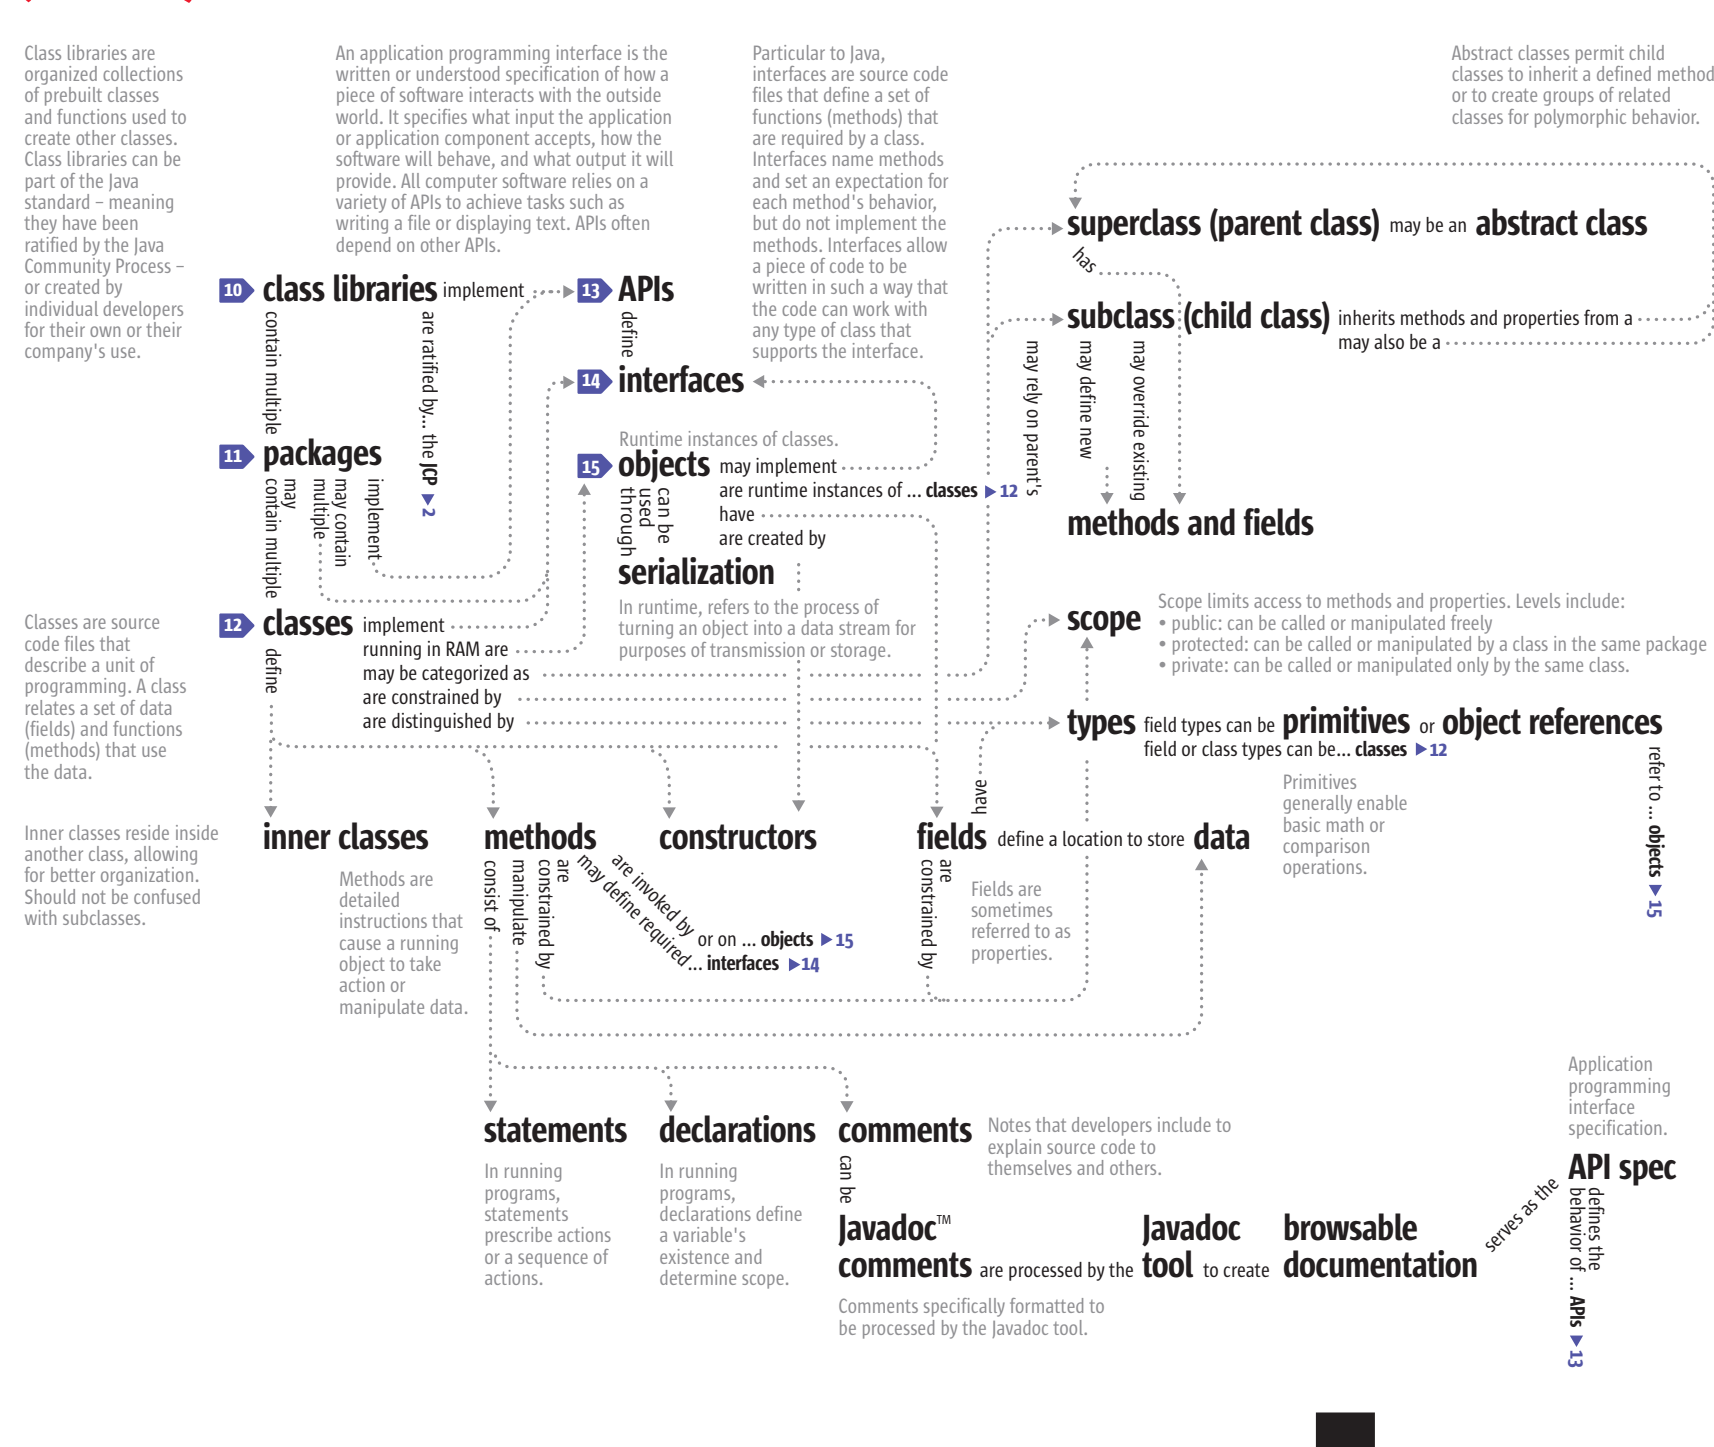 Class libraries are
organized collections
of prebuilt classes
and functions used to
create other classes.
Class libraries can be
part of the Java
standard – meaning
they have been
ratified by the Java
Community Process –
or created by
individual developers
for their own or their
company's use.
An application programming interface is the
written or understood specification of how a
piece of software interacts with the outside
world. It specifies what input the application
or application component accepts, how the
software will behave, and what output it will
provide. All computer software relies on a
variety of APIs to achieve tasks such as
writing a file or displaying text. APIs often
depend on other APIs.
Particular to Java,
interfaces are source code
files that define a set of
functions (methods) that
are required by a class.
Interfaces name methods
and set an expectation for
each method's behavior,
but do not implement the
methods. Interfaces allow
a piece of code to be
written in such a way that
the code can work with
any type of class that
supports the interface.
Abstract classes permit child
classes to inherit a defined method
or to create groups of related
classes for polymorphic behavior.
superclass (parent class) may be an abstract class
has
10 class libraries implement
13 APIs
contain multiple
are ratified by... the JCP ▶ 2
define
subclass (child class) inherits methods and properties from a
may also be a
may rely on parent's
may define new
may override existing
14 interfaces
11 packages
may
contain multiple
may contain
multiple
implement
Runtime instances of classes.
15 objects may implement
are runtime instances of ... classes ▶ 12
have
are created by
can be
used
through
serialization
In runtime, refers to the process of
turning an object into a data stream for
purposes of transmission or storage.
methods and fields
Classes are source
code files that
describe a unit of
programming. A class
relates a set of data
(fields) and functions
(methods) that use
the data.
12 classes implement
running in RAM are
may be categorized as
are constrained by
are distinguished by
define
scope
Scope limits access to methods and properties. Levels include:
• public: can be called or manipulated freely
• protected: can be called or manipulated by a class in the same package
• private: can be called or manipulated only by the same class.
types field types can be primitives or object references
field or class types can be... classes ▶ 12
refer to ... objects ▶ 15
Primitives
generally enable
basic math or
comparison
operations.
Inner classes reside inside
another class, allowing
for better organization.
Should not be confused
with subclasses.
inner classes
methods
constructors
fields define a location to store data
have
Methods are
detailed
instructions that
cause a running
object to take
action or
manipulate data.
consist of
manipulate
are
constrained by
may define required ... interfaces ▶ 14
are invoked by
or on ... objects ▶ 15
are
constrained by
Fields are
sometimes
referred to as
properties.
statements
In running
programs,
statements
prescribe actions
or a sequence of
actions.
declarations
In running
programs,
declarations define
a variable's
existence and
determine scope.
comments
Notes that developers include to
explain source code to
themselves and others.
can be
Javadoc™
comments are processed by the
Javadoc
tool to create
browsable
documentation
serves as the
Comments specifically formatted to
be processed by the Javadoc tool.
Application
programming
interface
specification.
API spec
defines the
behavior of ... APIs ▶ 13